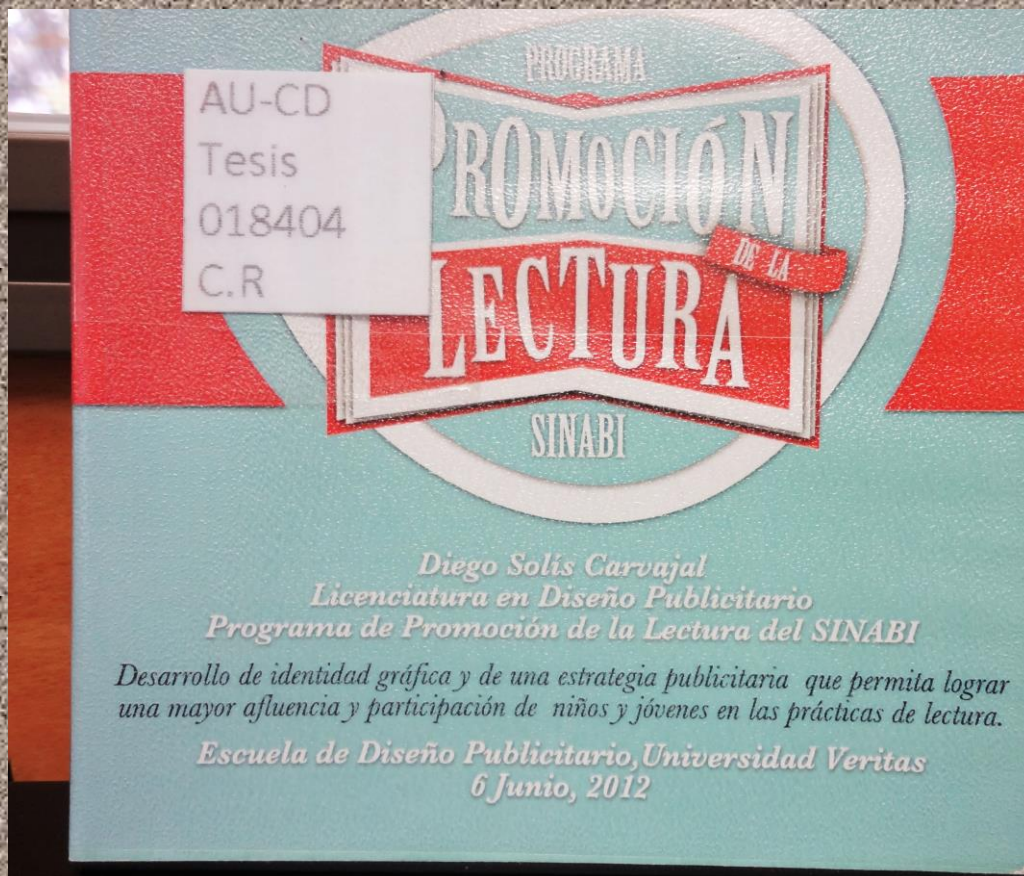 AU-CD
Tesis
018404
C.R
PROGRAMA
PROMOCIÓN
DE LA
LECTURA
SINABI
Diego Solís Carvajal
Licenciatura en Diseño Publicitario
Programa de Promoción de la Lectura del SINABI
Desarrollo de identidad gráfica y de una estrategia publicitaria que permita lograr
una mayor afluencia y participación de niños y jóvenes en las prácticas de lectura.
Escuela de Diseño Publicitario,Universidad Veritas
6 Junio, 2012